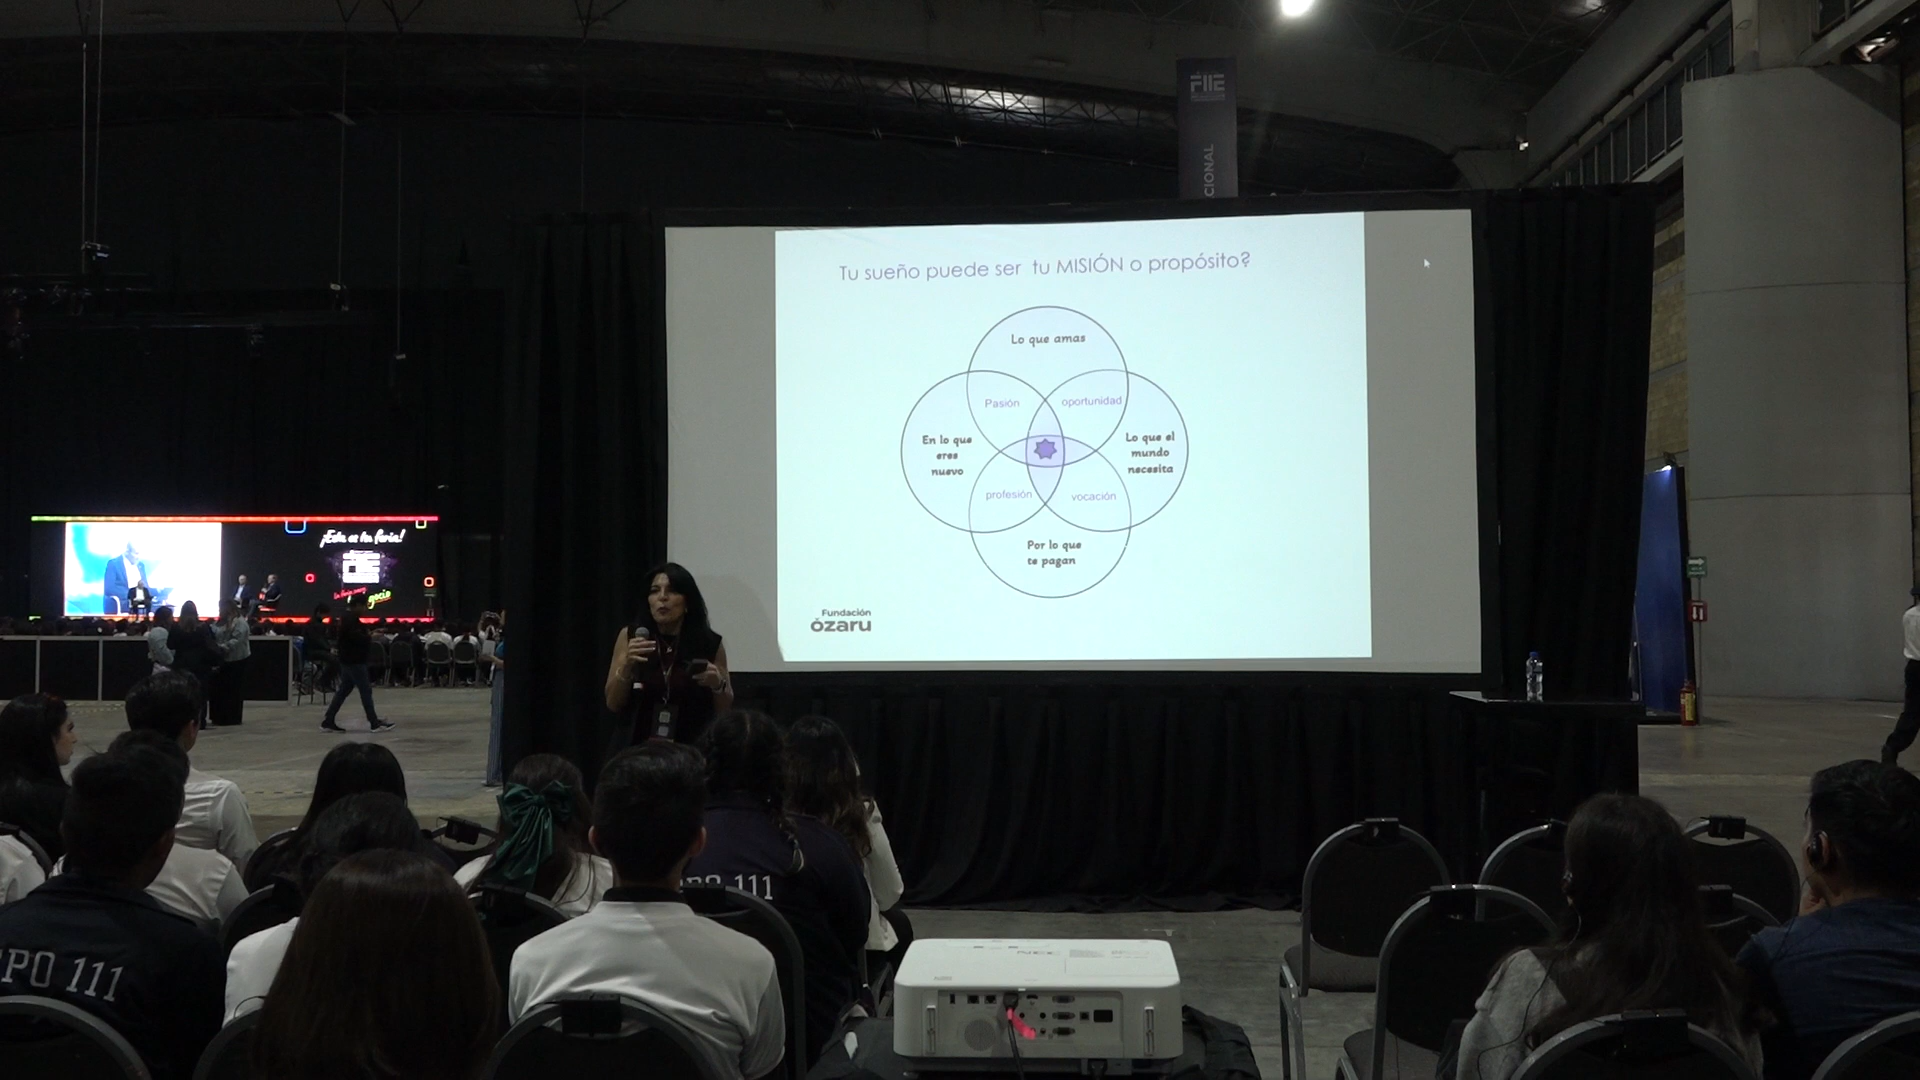 CIONAL
Tu sueño puede ser tu MISIÓN o propósito?
Lo que amas
Pasión
oportunidad
En lo que
eres
nuevo
Lo que el
mundo
necesita
profesión
vocación
Por lo que
te pagan
Fundación
ōzaru
¡Esta es tu feria!
PO 111
PO 111
NEC